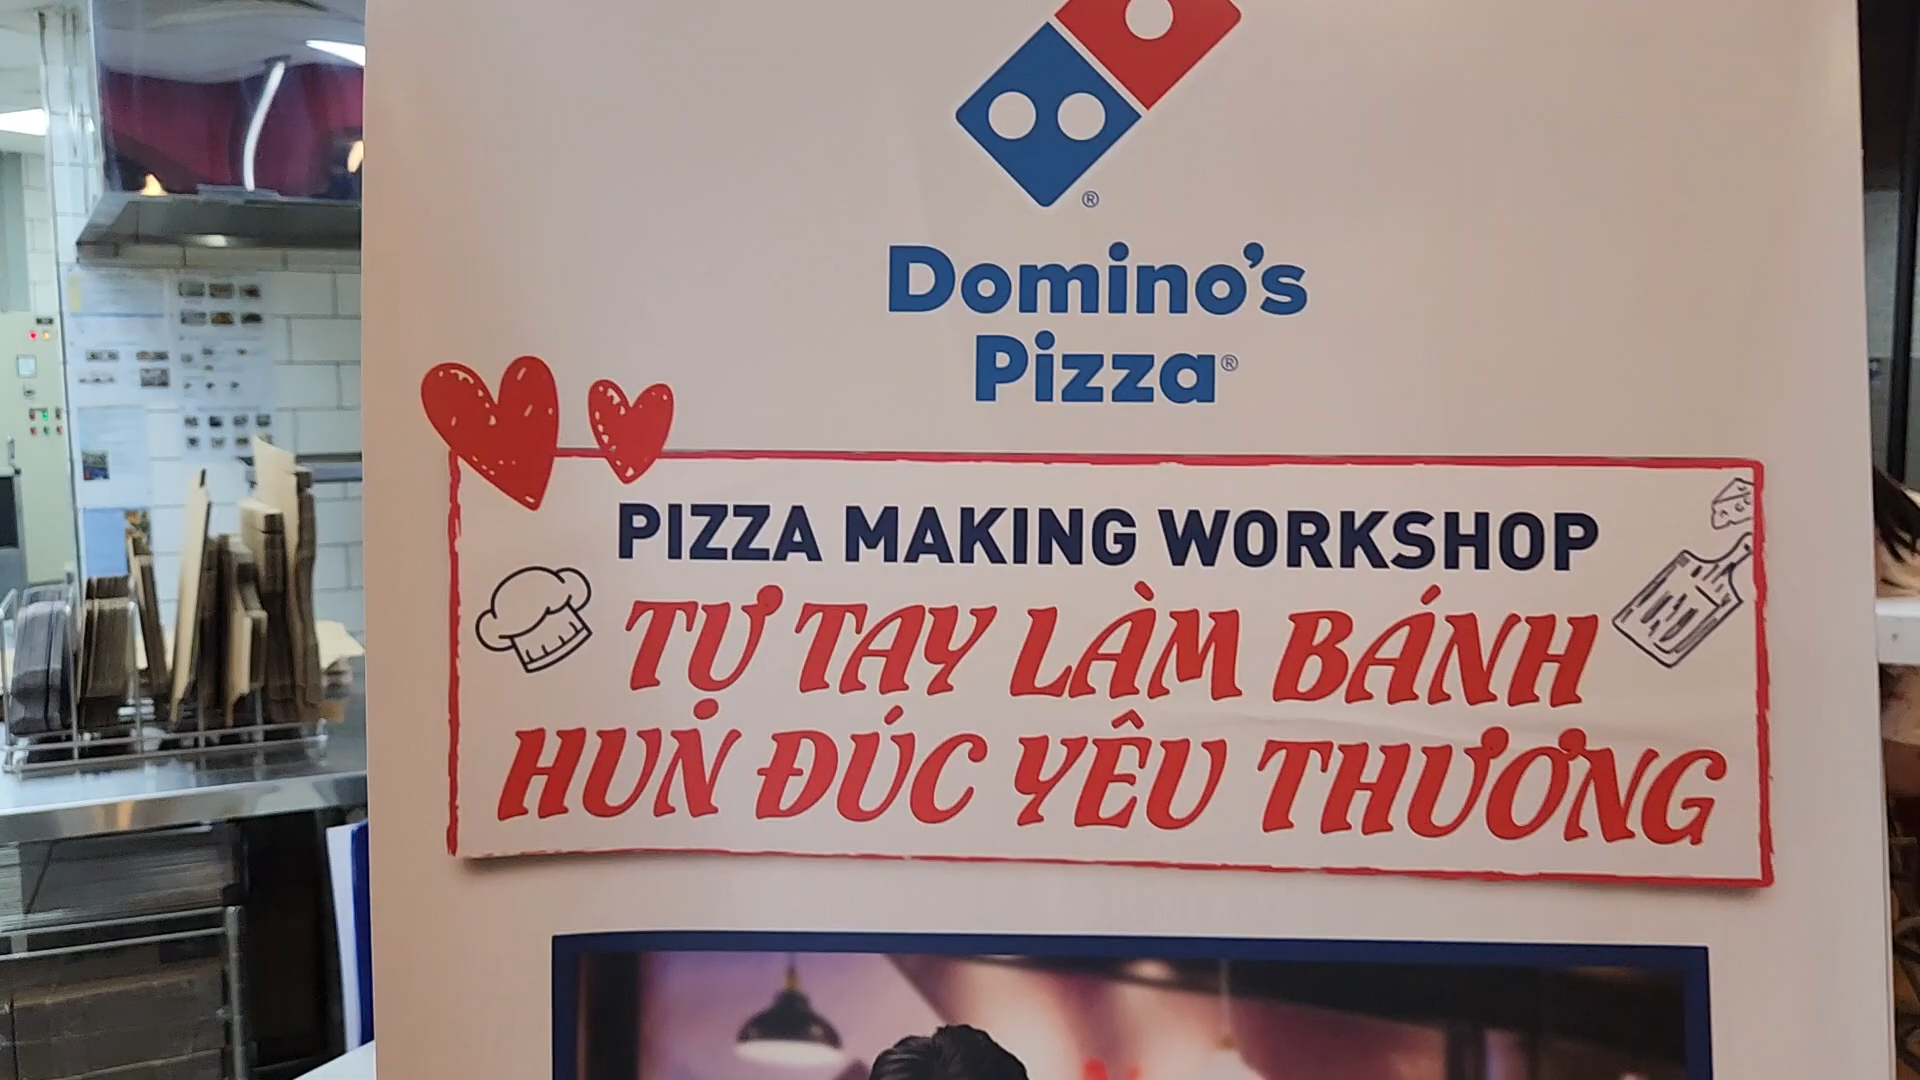 Domino's
Pizza®
PIZZA MAKING WORKSHOP
TỰ TAY LÀM BÁNH
HUN ĐÚC YÊU THƯƠNG